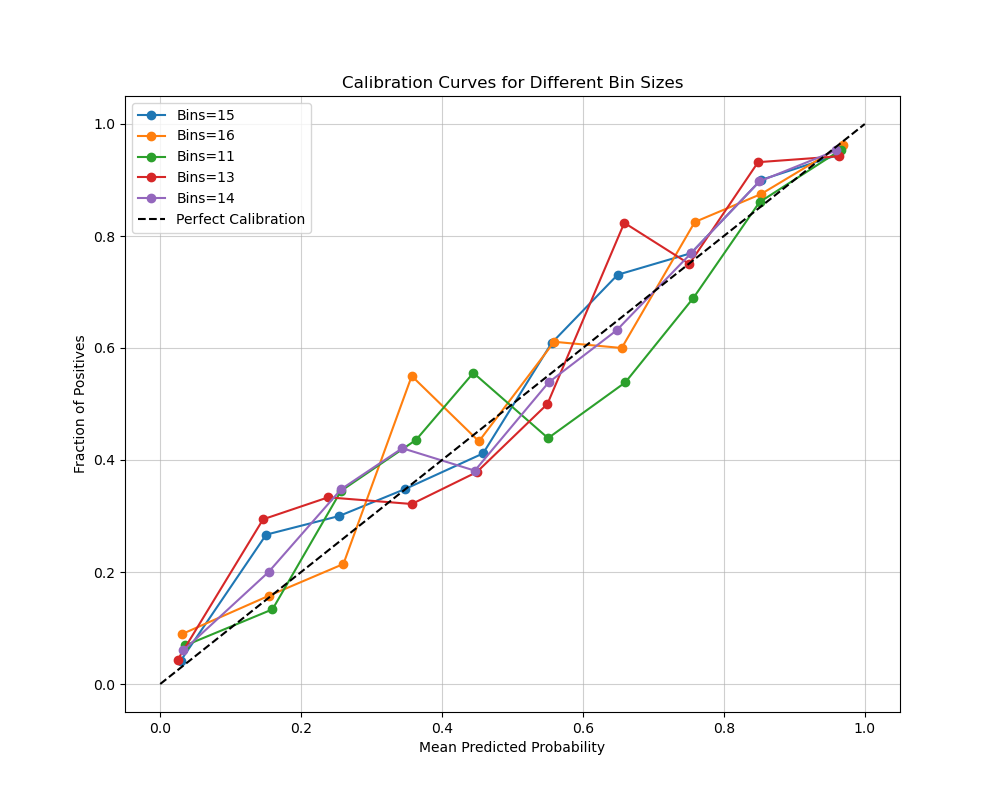 Calibration Curves for Different Bin Sizes
Bins=15
Bins=16
Bins=11
Bins=13
Bins=14
Perfect Calibration
Fraction of Positives
1.0
0.8
0.6
0.4
0.2
0.0
0.0 0.2 0.4 0.6 0.8 1.0
Mean Predicted Probability